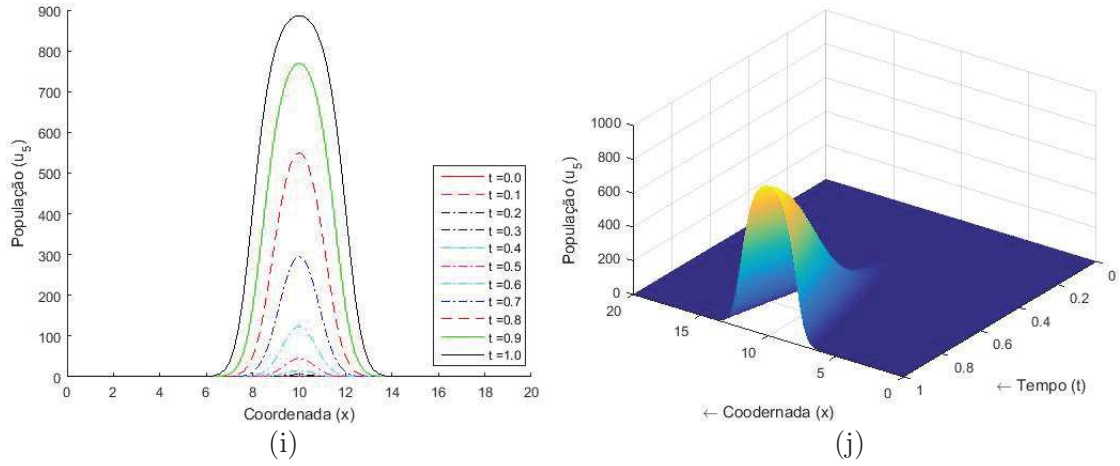 900
800
700
600
500
400
300
200
100
0
População (u5)
0 2 4 6 8 10 12 14 16 18 20
Coordenada (x)
t =0.0
t =0.1
t =0.2
t =0.3
t =0.4
t =0.5
t =0.6
t =0.7
t =0.8
t =0.9
t =1.0
(i)
1000
800
600
400
200
0
População (u5)
20
15
10
5
0
← Coodernada (x)
1
0.8
0.6
0.4
0.2
0
← Tempo (t)
(j)